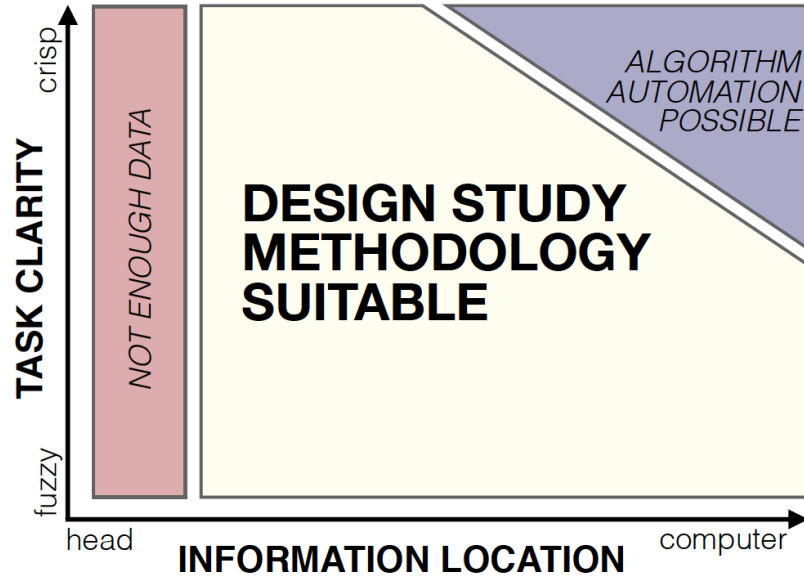 crisp
TASK CLARITY
fuzzy
NOT ENOUGH DATA
DESIGN STUDY
METHODOLOGY
SUITABLE
ALGORITHM
AUTOMATION
POSSIBLE
head
INFORMATION LOCATION
computer